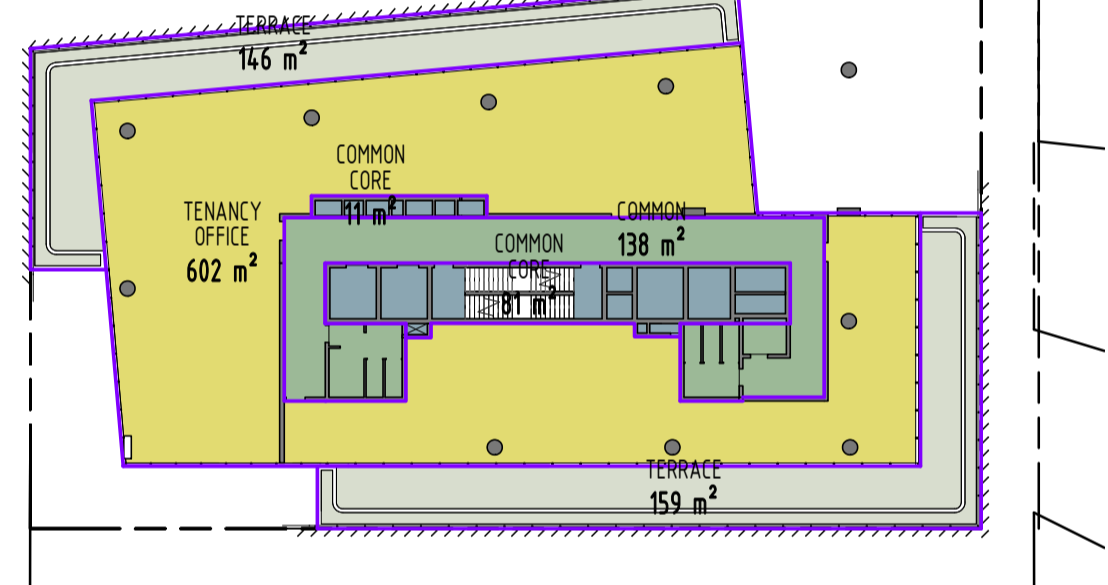 TERRACE
146 m²
COMMON
CORE
11 m²
TENANCY
OFFICE
602 m²
COMMON
138 m²
COMMON
CORE
81 m²
TERRACE
159 m²